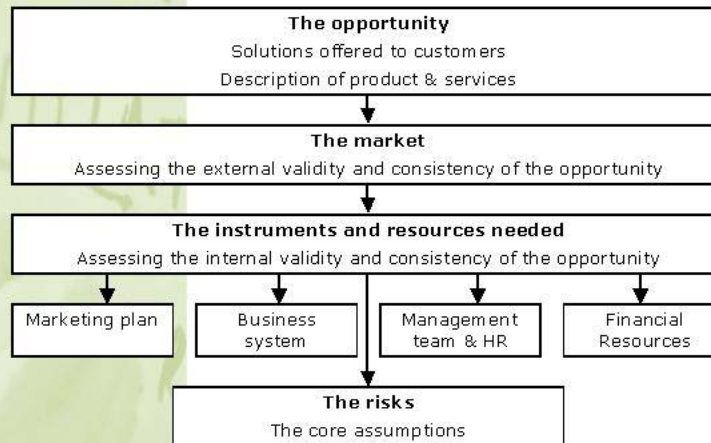 The opportunity
Solutions offered to customers
Description of product & services
The market
Assessing the external validity and consistency of the opportunity
The instruments and resources needed
Assessing the internal validity and consistency of the opportunity
Marketing plan
Business
system
Management
team & HR
Financial
Resources
The risks
The core assumptions